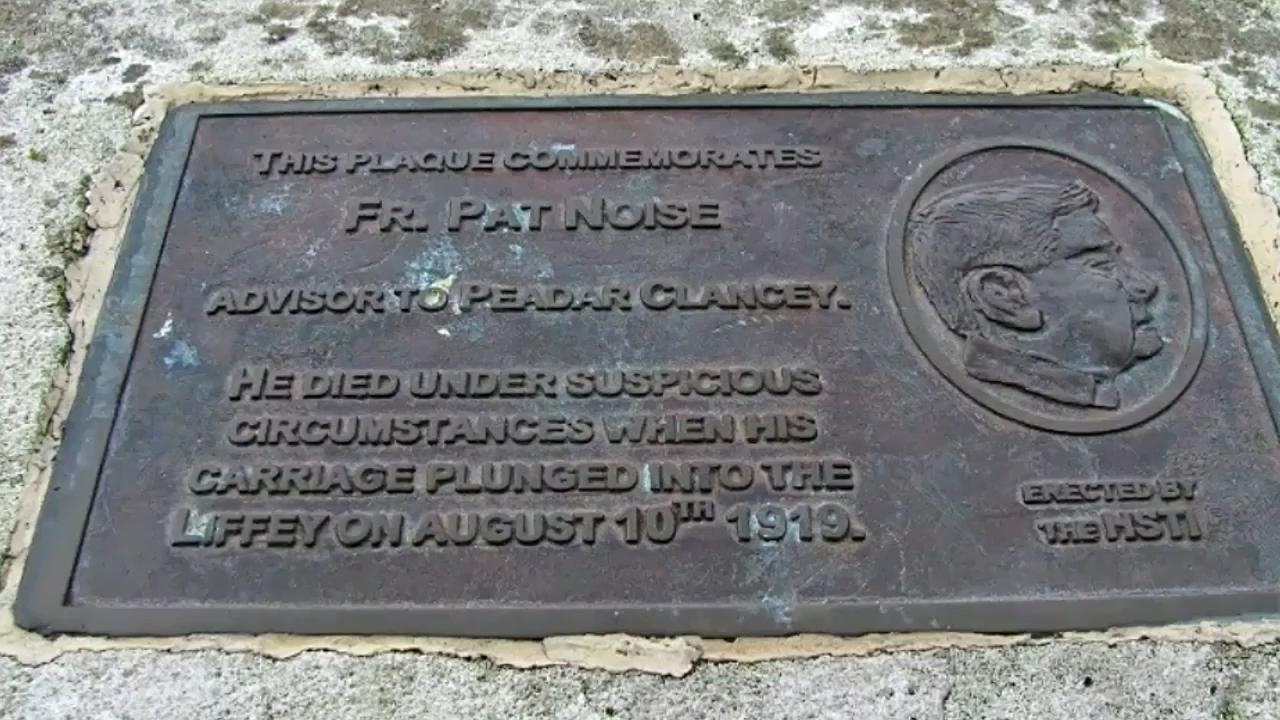 THIS PLAQUE COMMEMORATES
FR. PAT NOISE
ADVISOR TO PEADAR CLANCEY.
HE DIED UNDER SUSPICIOUS
CIRCUMSTANCES WHEN HIS
CARRIAGE PLUNGED INTO THE
LIFFEY ON AUGUST 10TH 1919.
ERECTED BY
THE HSTI